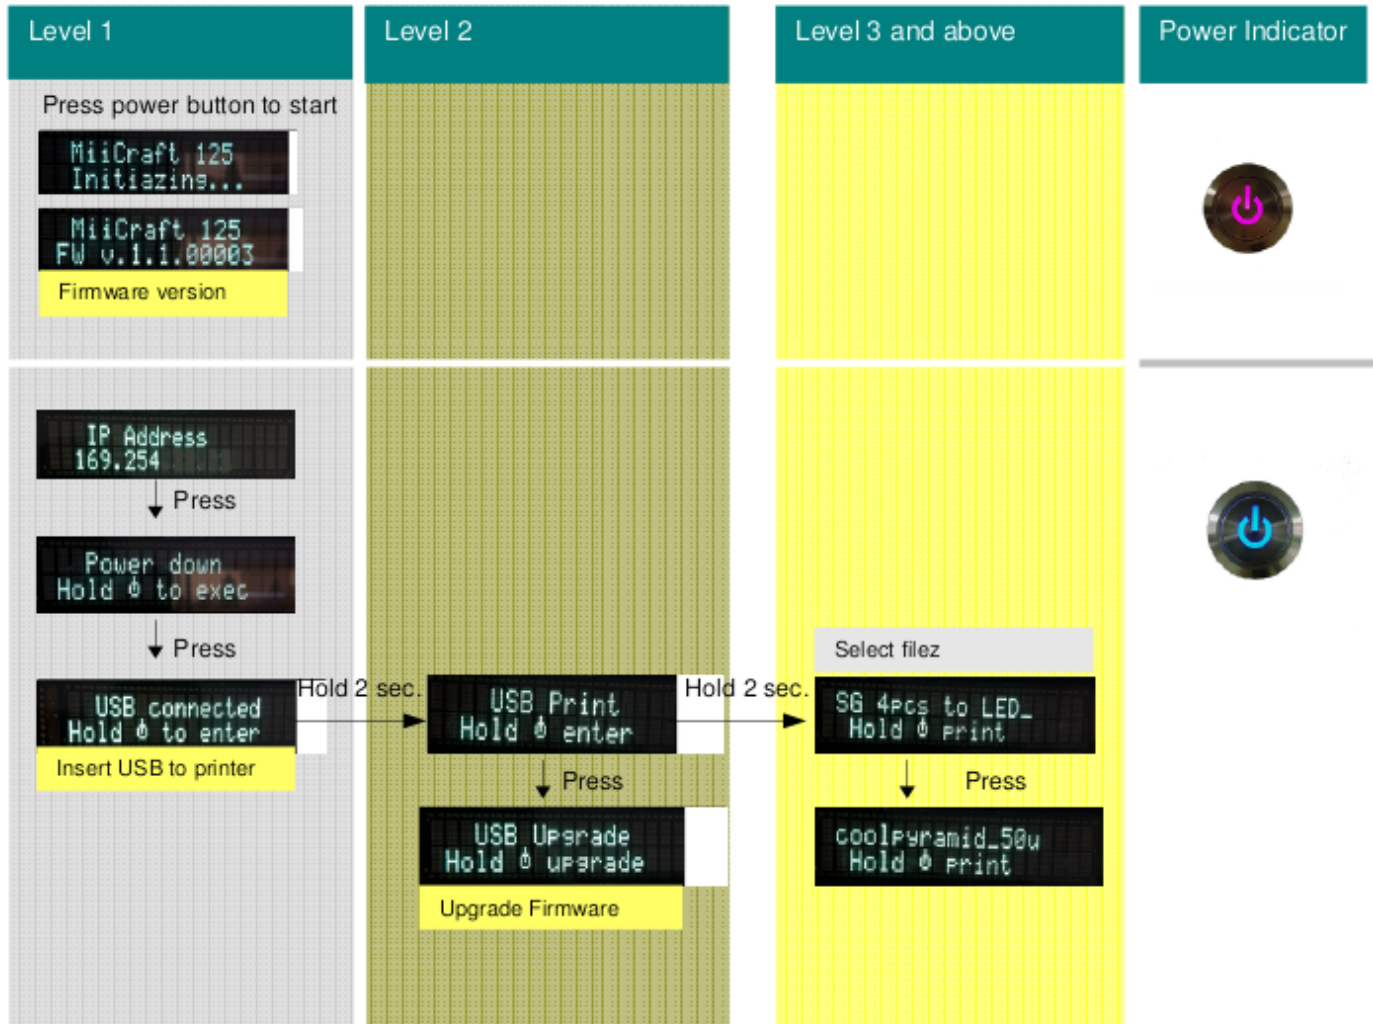 Level 1
Level 2
Level 3 and above
Power Indicator
Press power button to start
MiiCraft 125
Initiazing...
MiiCraft 125
FW v.1.1.00003
Firmware version
IP Address
169.254
Press
Power down
Hold to exec
Press
USB connected
Hold to enter
Insert USB to printer
Hold 2 sec.
USB Print
Hold enter
Press
USB Upgrade
Hold upgrade
Upgrade Firmware
Hold 2 sec.
Select filez
SG 4pcs to LED_
Hold print
Press
coolpyramid_50u
Hold print